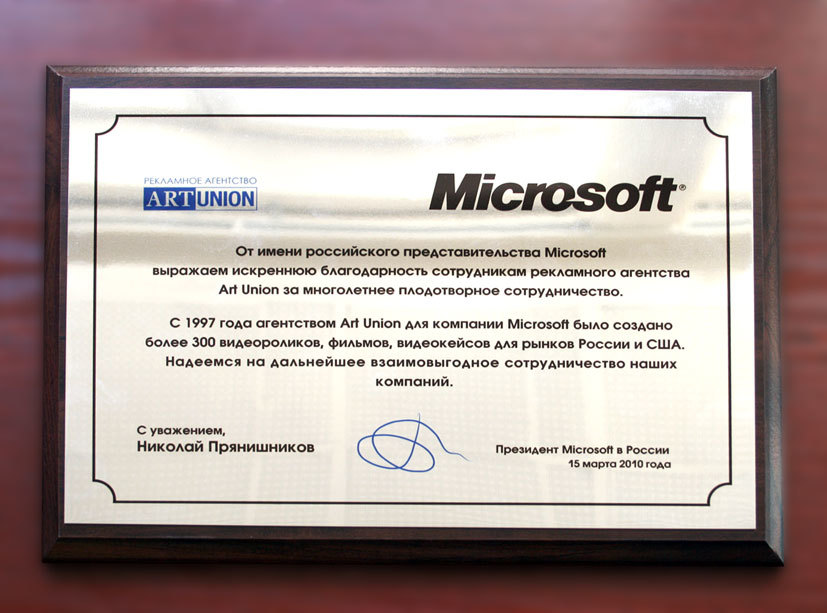 РЕКЛАМНОЕ АГЕНТСТВО
ART UNION
Microsoft®
От имени российского представительства Microsoft
выражаем искреннюю благодарность сотрудникам рекламного агентства
Art Union за многолетнее плодотворное сотрудничество.
С 1997 года агентством Art Union для компании Microsoft было создано
более 300 видеороликов, фильмов, видеокейсов для рынков России и США.
Надеемся на дальнейшее взаимовыгодное сотрудничество наших
компаний.
С уважением,
Николай Прянишников
Президент Microsoft в России
15 марта 2010 года